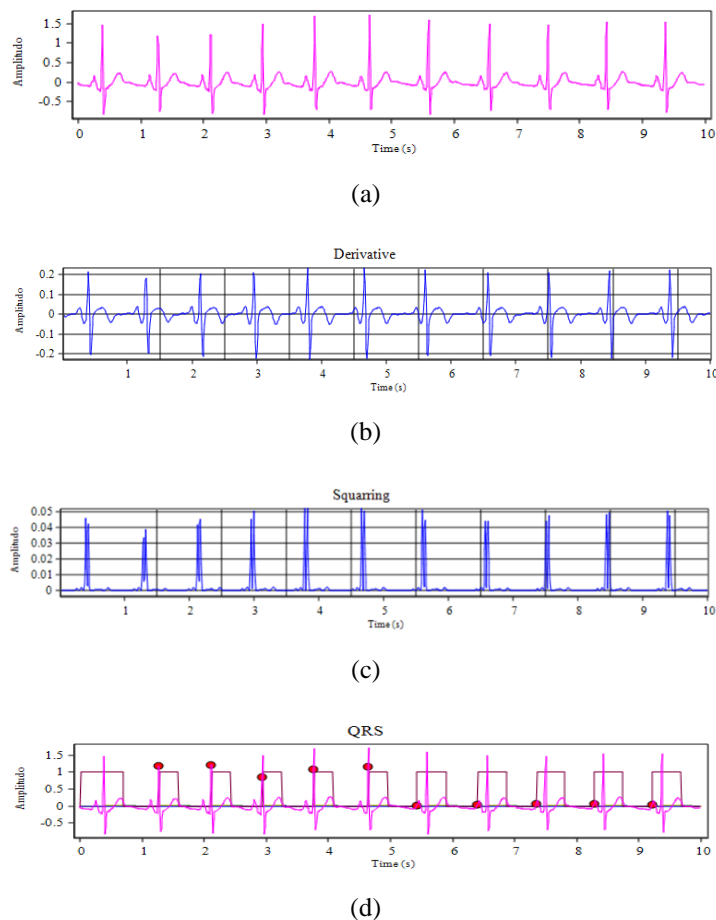 Amplitudo
1.5
1
0.5
0
-0.5
0 1 2 3 4 5 6 7 8 9 10
Time (s)
(a)
Derivative
Amplitudo
0.2
0.1
0
-0.1
-0.2
1 2 3 4 5 6 7 8 9 10
Time (s)
(b)
Squarring
Amplitudo
0.05
0.04
0.03
0.02
0.01
0
1 2 3 4 5 6 7 8 9 10
Time (s)
(c)
QRS
Amplitudo
1.5
1
0.5
0
-0.5
0 1 2 3 4 5 6 7 8 9 10
Time (s)
(d)